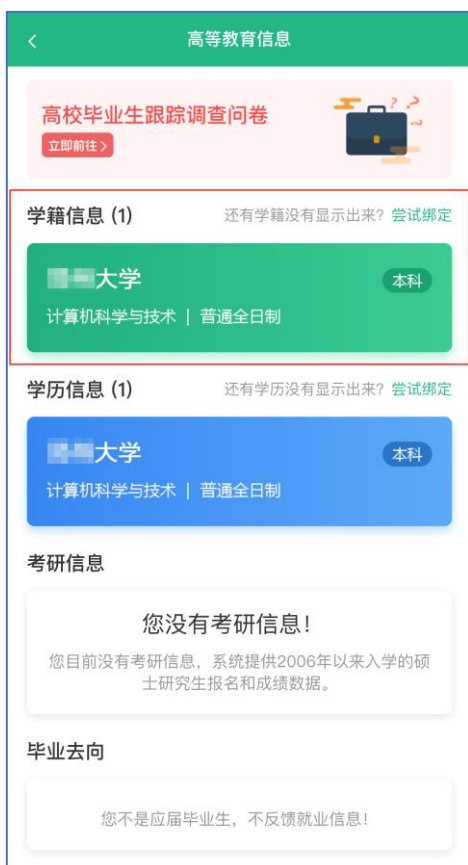 高等教育信息
高校毕业生跟踪调查问卷
立即前往 >
学籍信息 (1)
还有学籍没有显示出来? 尝试绑定
大学
本科
计算机科学与技术 | 普通全日制
学历信息 (1)
还有学历没有显示出来? 尝试绑定
大学
本科
计算机科学与技术 | 普通全日制
考研信息
您没有考研信息!
您目前没有考研信息，系统提供2006年以来入学的硕
士研究生报名和成绩数据。
毕业去向
您不是应届毕业生，不反馈就业信息!